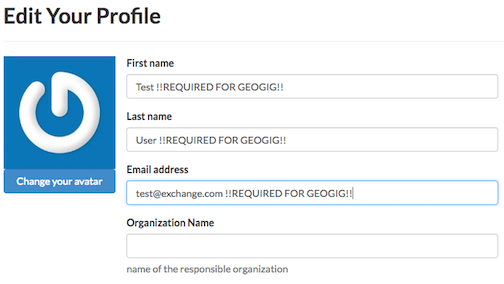 Edit Your Profile
First name
Test !!REQUIRED FOR GEOGIG!!
Last name
User !!REQUIRED FOR GEOGIG!!
Email address
test@exchange.com !!REQUIRED FOR GEOGIG!!
Change your avatar
Organization Name
name of the responsible organization